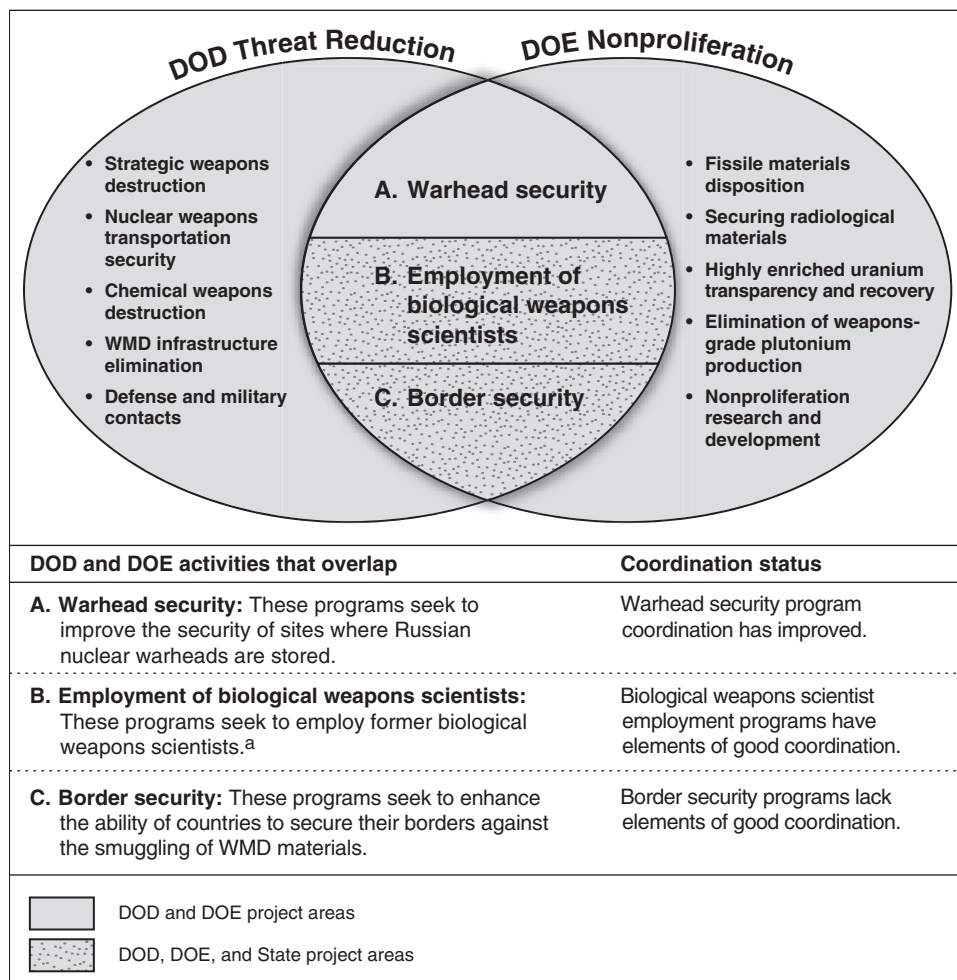 DOD Threat Reduction
DOE Nonproliferation
• Strategic weapons
destruction
• Nuclear weapons
transportation
security
• Chemical weapons
destruction
• WMD infrastructure
elimination
• Defense and military
contacts
A. Warhead security
B. Employment of
biological weapons
scientists
C. Border security
• Fissile materials
disposition
• Securing radiological
materials
• Highly enriched uranium
transparency and recovery
• Elimination of weapons-
grade plutonium
production
• Nonproliferation
research and
development
DOD and DOE activities that overlap
Coordination status
A. Warhead security: These programs seek to
improve the security of sites where Russian
nuclear warheads are stored.
Warhead security program
coordination has improved.
B. Employment of biological weapons scientists:
These programs seek to employ former biological
weapons scientists.a
Biological weapons scientist
employment programs have
elements of good coordination.
C. Border security: These programs seek to enhance
the ability of countries to secure their borders against
the smuggling of WMD materials.
Border security programs lack
elements of good coordination.
DOD and DOE project areas
DOD, DOE, and State project areas